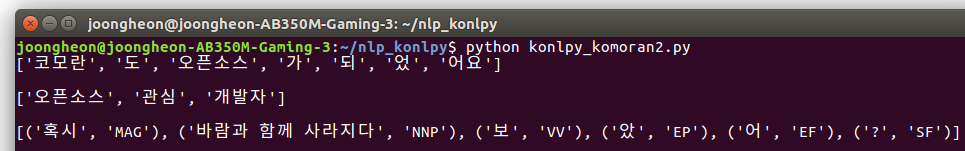 joongheon@joongheon-AB350M-Gaming-3: ~/nlp_konlpy
joongheon@joongheon-AB350M-Gaming-3:~/nlp_konlpy$ python konlpy_komoran2.py
['코모란', '도', '오픈소스', '가', '되', '었', '어요']
['오픈소스', '관심', '개발자']
[('혹시', 'MAG'), ('바람과 함께 사라지다', 'NNP'), ('보', 'VV'), ('았', 'EP'), ('어', 'EF'), ('?', 'SF')]